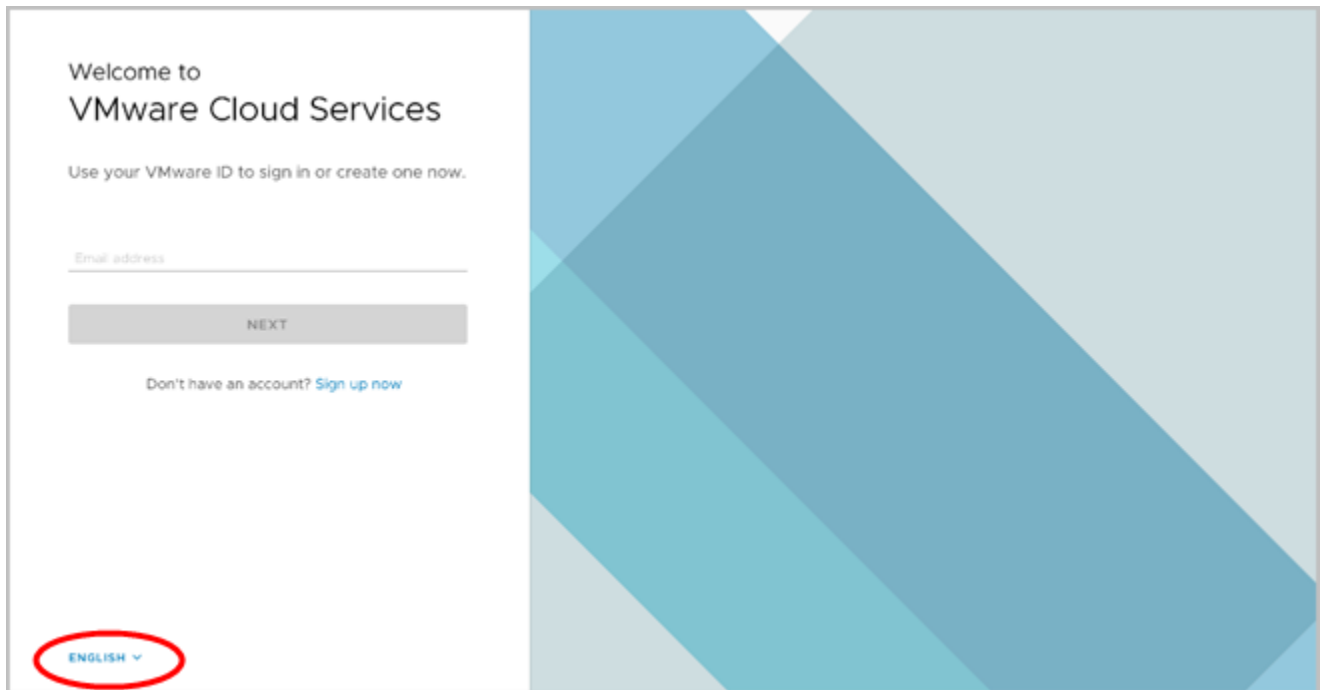 Welcome to
VMware Cloud Services
Use your VMware ID to sign in or create one now.
Email address
NEXT
Don't have an account? Sign up now
ENGLISH